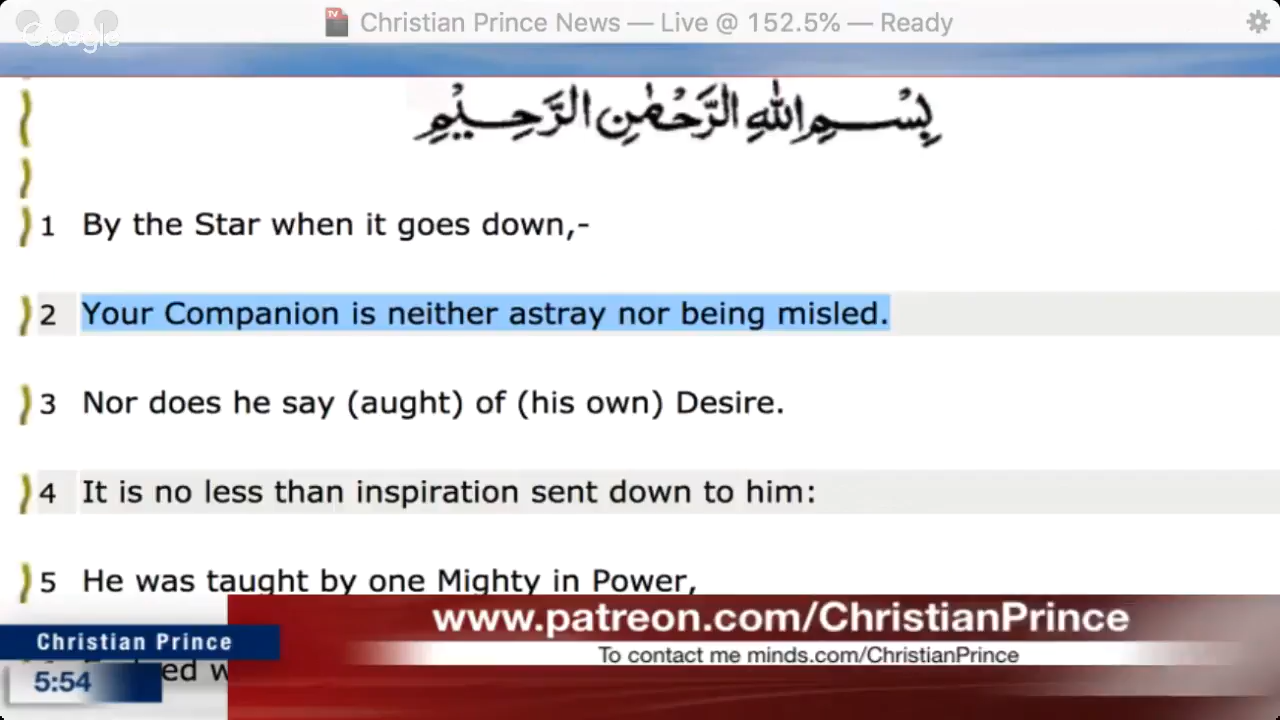 Google
Christian Prince News — Live @ 152.5% — Ready
بِسْمِ اللهِ الرَّحْمٰنِ الرَّحِيْمِ
1 By the Star when it goes down,-
2 Your Companion is neither astray nor being misled.
3 Nor does he say (aught) of (his own) Desire.
4 It is no less than inspiration sent down to him:
5 He was taught by one Mighty in Power,
www.patreon.com/ChristianPrince
Christian Prince
To contact me minds.com/ChristianPrince
5:54